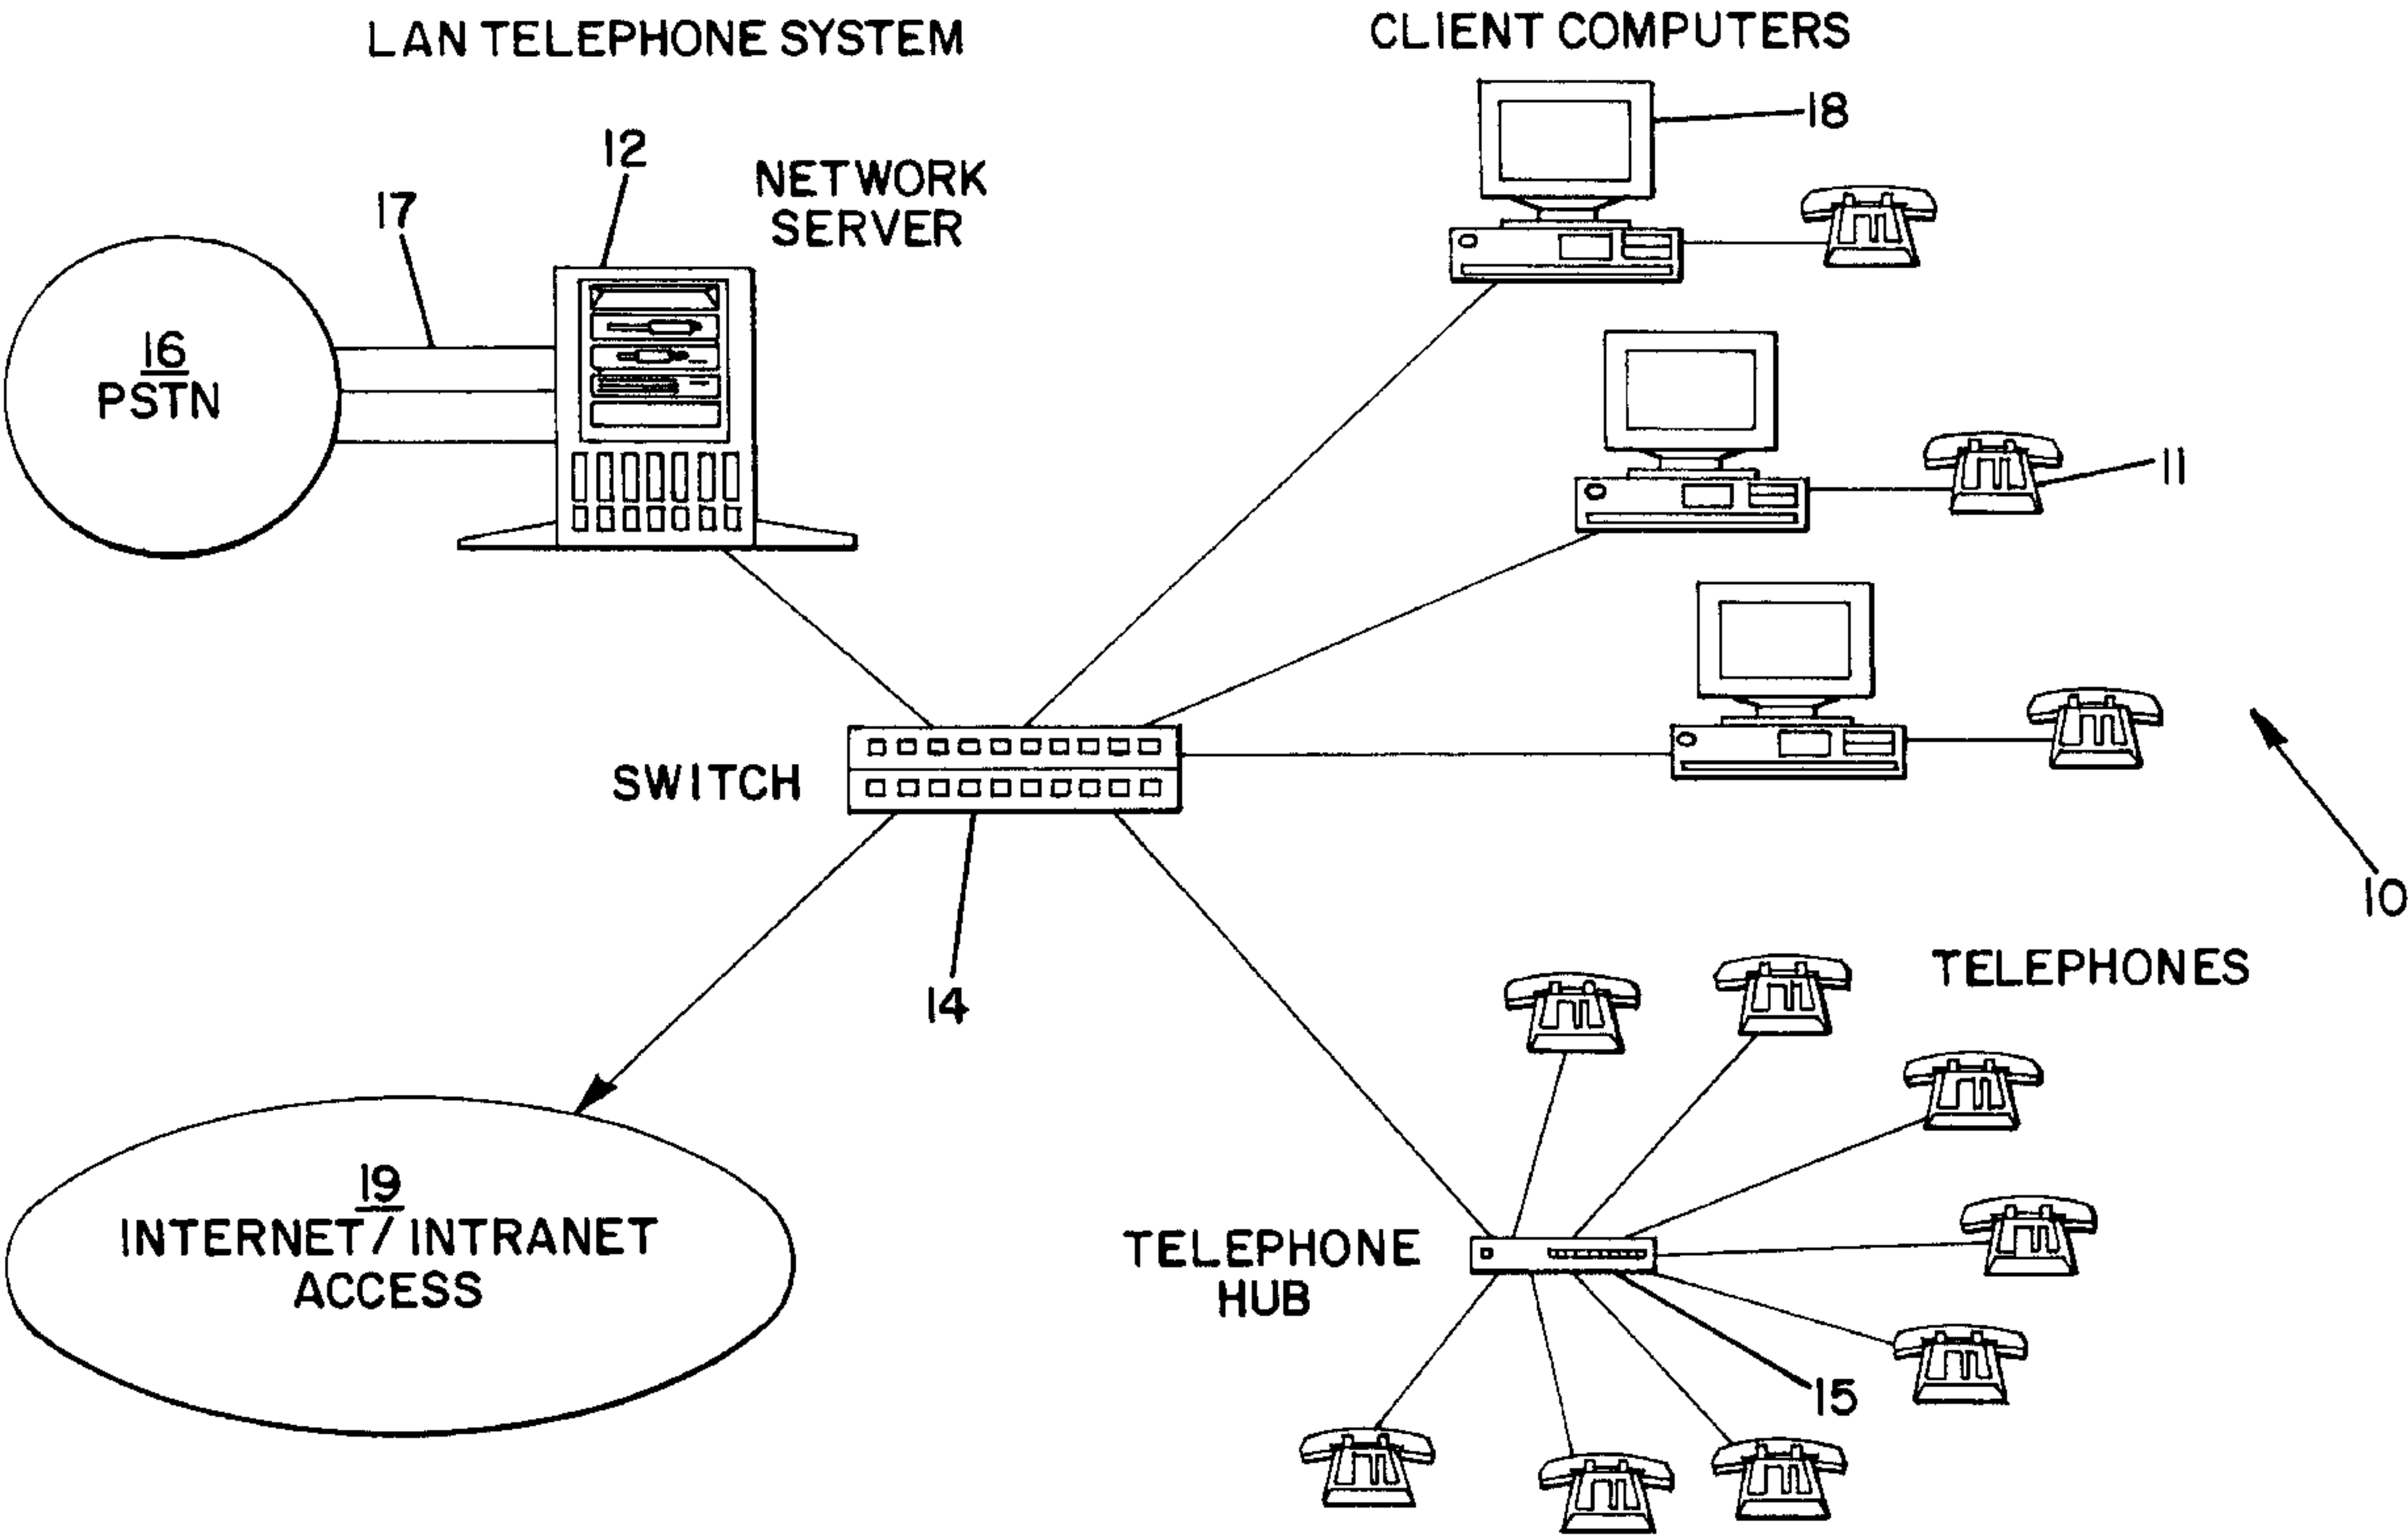 LAN TELEPHONE SYSTEM
CLIENT COMPUTERS
18
12
NETWORK
SERVER
17
16
PSTN
11
SWITCH
10
14
TELEPHONES
19
INTERNET/INTRANET
ACCESS
TELEPHONE
HUB
15